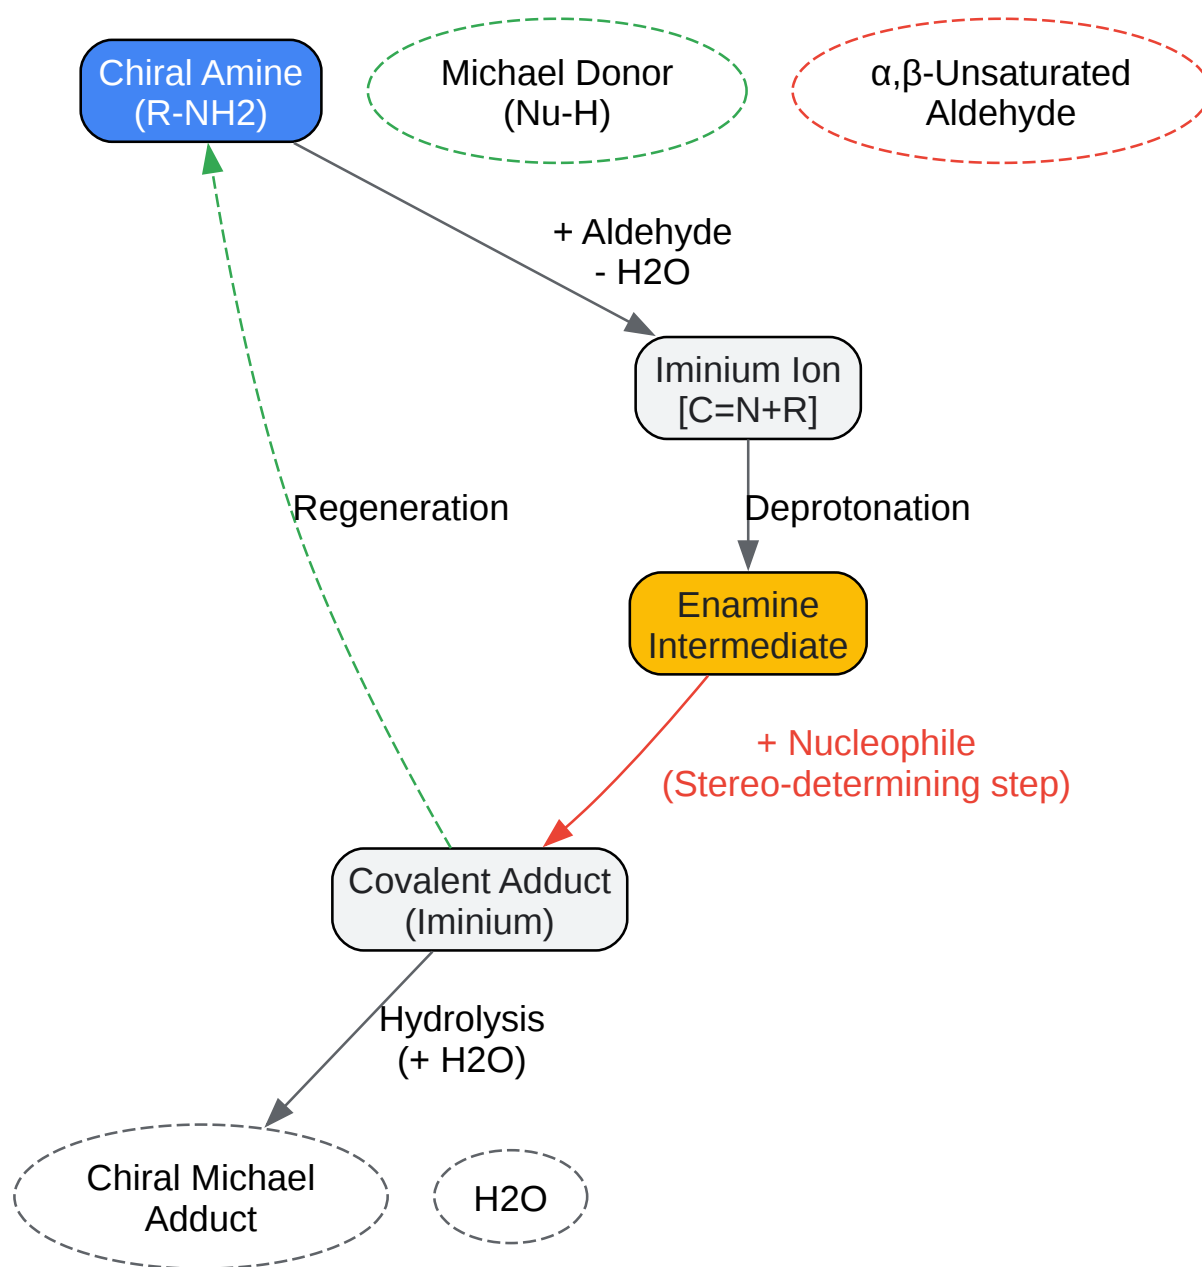 Chiral Amine
(R-NH2)
Michael Donor
(Nu-H)
α,β-Unsaturated
Aldehyde
+ Aldehyde
- H2O
Iminium Ion
[C=N+R]
Regeneration
Deprotonation
Enamine
Intermediate
+ Nucleophile
(Stereo-determining step)
Covalent Adduct
(Iminium)
Hydrolysis
(+ H2O)
Chiral Michael
Adduct
H2O